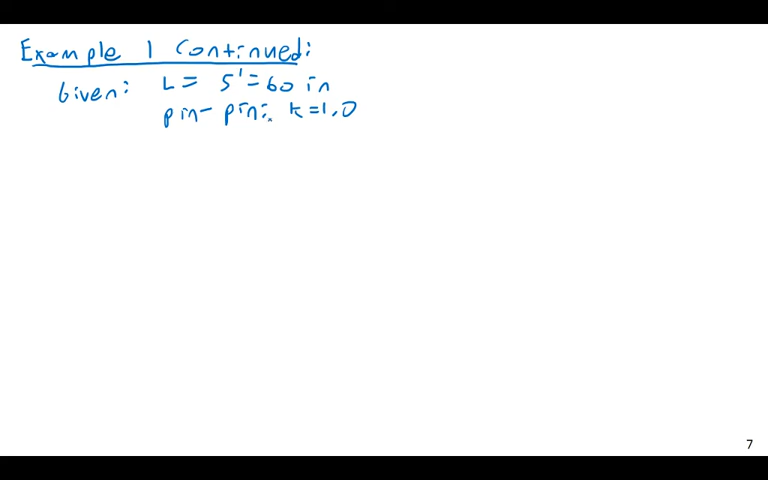 Example 1 Continued:
Given: L = 5' = 60 in
pin-pin ∴ k = 1.0
7